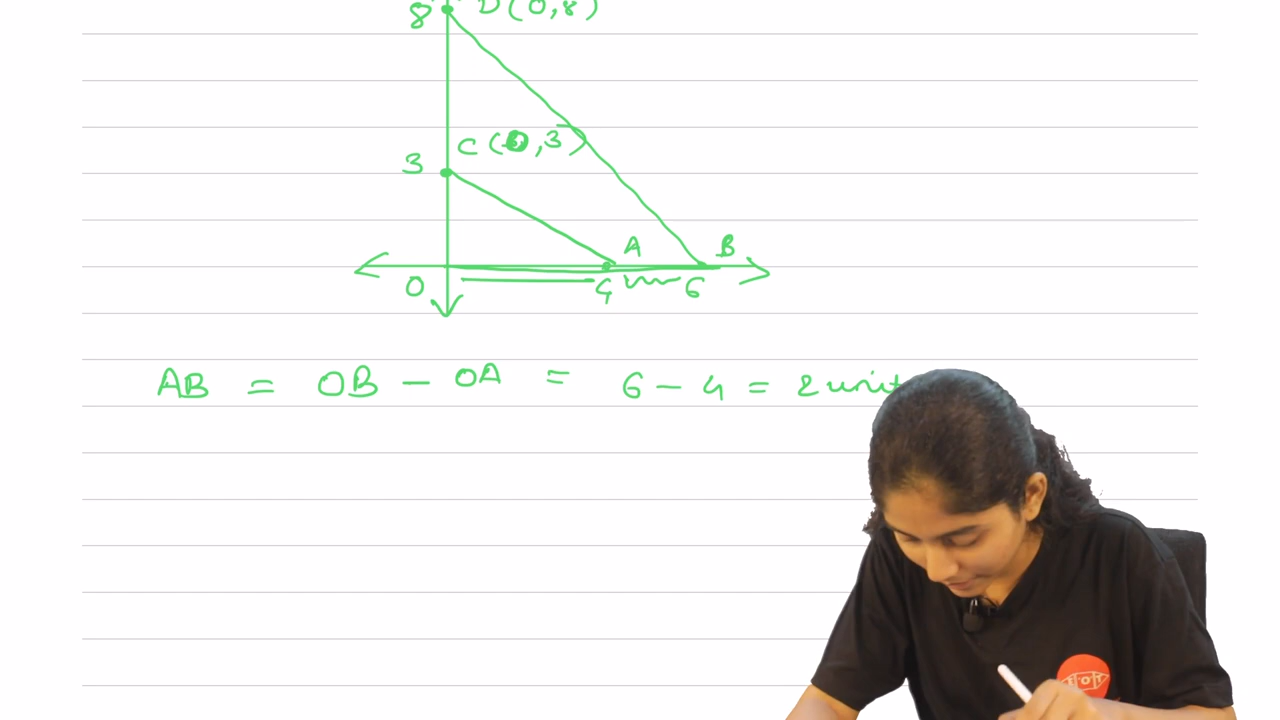 8 D (0,8)
C (0,3)
3
A B
O 4 6
AB = OB - OA = 6 - 4 = 2 unit